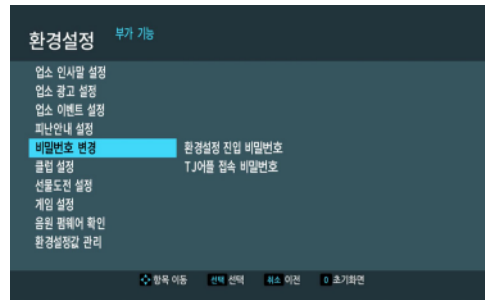 환경설정 부가 기능
업소 인사말 설정
업소 광고 설정
업소 이벤트 설정
피난안내 설정
비밀번호 변경 환경설정 진입 비밀번호
클럽 설정 TJ어플 접속 비밀번호
선물도전 설정
게임 설정
음원 펌웨어 확인
환경설정값 관리
항목 이동 선택 선택 취소 이전 0 초기화면